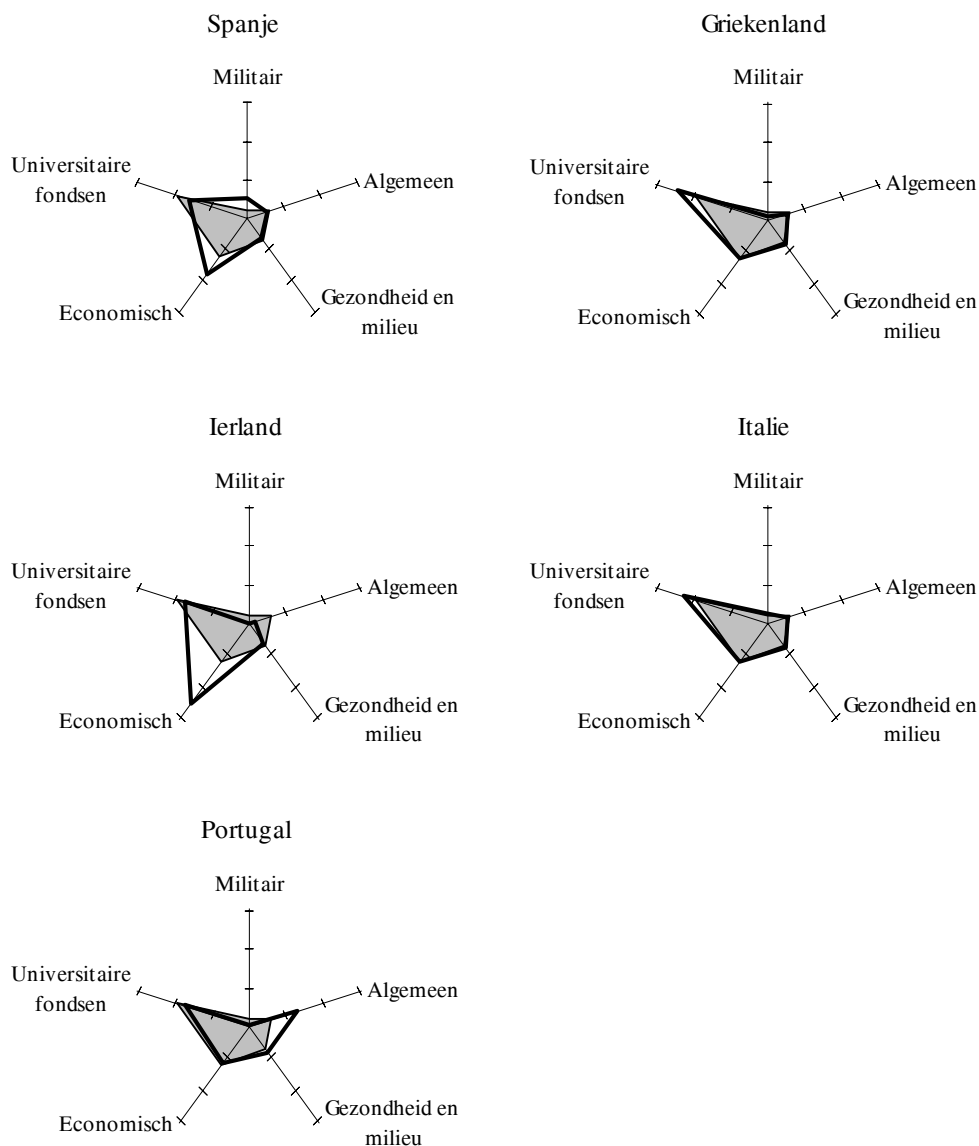 Spanje
Militair
Universitaire
fondsen
Algemeen
Economisch
Gezondheid en
milieu
Griekenland
Militair
Universitaire
fondsen
Algemeen
Economisch
Gezondheid en
milieu
Ierland
Militair
Universitaire
fondsen
Algemeen
Economisch
Gezondheid en
milieu
Italie
Militair
Universitaire
fondsen
Algemeen
Economisch
Gezondheid en
milieu
Portugal
Militair
Universitaire
fondsen
Algemeen
Economisch
Gezondheid en
milieu